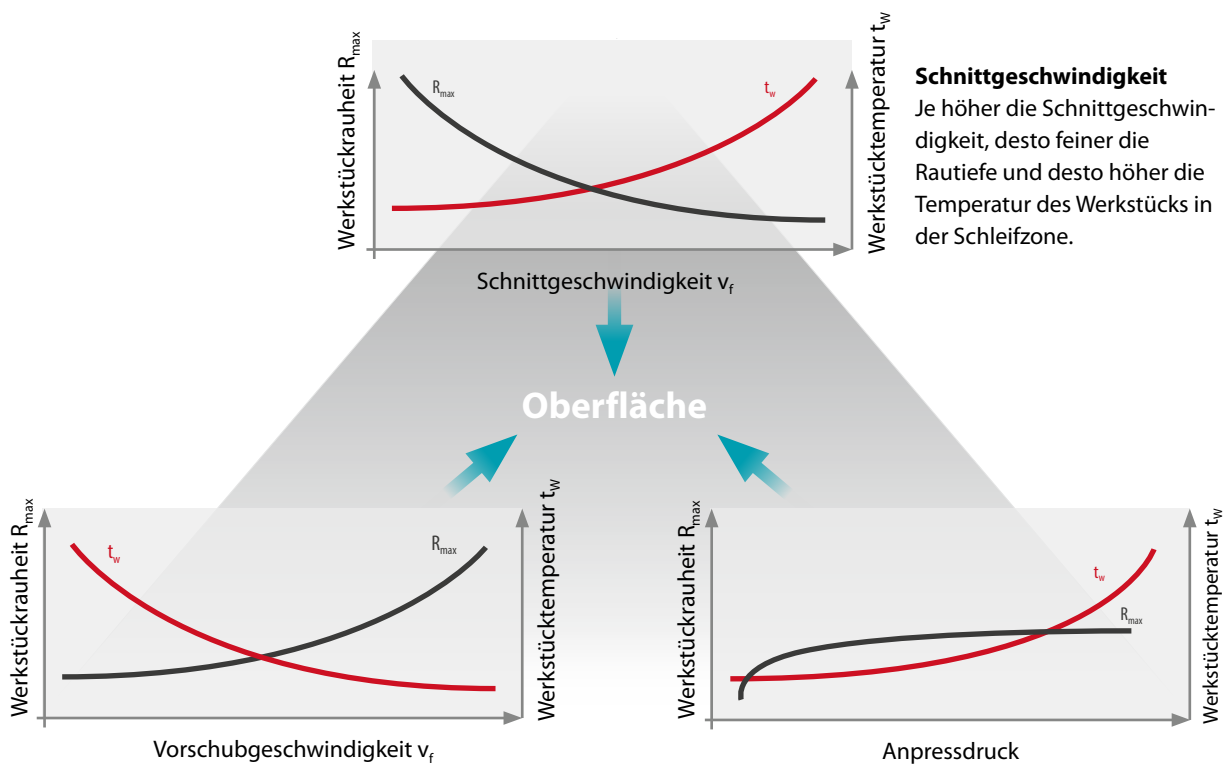 Werkstückrauheit Rmax
Rmax
tw
Werkstücktemperatur tW
Schnittgeschwindigkeit vf
Schnittgeschwindigkeit
Je höher die Schnittgeschwin-
digkeit, desto feiner die
Rautiefe und desto höher die
Temperatur des Werkstücks in
der Schleifzone.
Oberfläche
Werkstückrauheit Rmax
tw
Rmax
Werkstücktemperatur tW
Vorschubgeschwindigkeit vf
Werkstückrauheit Rmax
tw
Rmax
Werkstücktemperatur tW
Anpressdruck